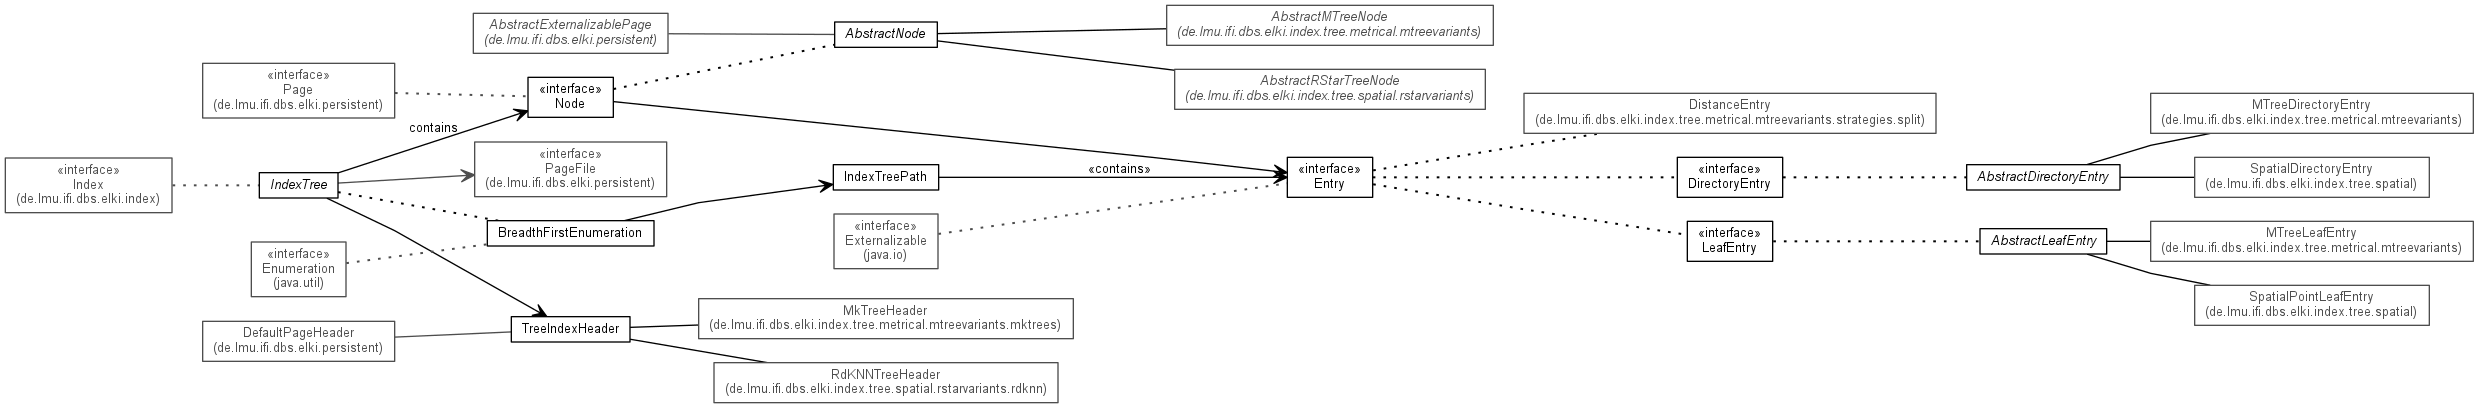 AbstractExternalizablePage
(de.lmu.ifi.dbs.elki.persistent)
AbstractNode
AbstractMTreeNode
(de.lmu.ifi.dbs.elki.index.tree.metrical.mtreevariants)
«interface»
Page
(de.lmu.ifi.dbs.elki.persistent)
«interface»
Node
AbstractRStarTreeNode
(de.lmu.ifi.dbs.elki.index.tree.spatial.rstarvariants)
DistanceEntry
(de.lmu.ifi.dbs.elki.index.tree.metrical.mtreevariants.strategies.split)
MTreeDirectoryEntry
(de.lmu.ifi.dbs.elki.index.tree.metrical.mtreevariants)
contains
«interface»
Index
(de.lmu.ifi.dbs.elki.index)
IndexTree
«interface»
PageFile
(de.lmu.ifi.dbs.elki.persistent)
IndexTreePath
«contains»
«interface»
Entry
«interface»
DirectoryEntry
AbstractDirectoryEntry
SpatialDirectoryEntry
(de.lmu.ifi.dbs.elki.index.tree.spatial)
BreadthFirstEnumeration
«interface»
Enumeration
(java.util)
«interface»
Externalizable
(java.io)
«interface»
LeafEntry
AbstractLeafEntry
MTreeLeafEntry
(de.lmu.ifi.dbs.elki.index.tree.metrical.mtreevariants)
SpatialPointLeafEntry
(de.lmu.ifi.dbs.elki.index.tree.spatial)
DefaultPageHeader
(de.lmu.ifi.dbs.elki.persistent)
TreeIndexHeader
MkTreeHeader
(de.lmu.ifi.dbs.elki.index.tree.metrical.mtreevariants.mktrees)
RdKNNTreeHeader
(de.lmu.ifi.dbs.elki.index.tree.spatial.rstarvariants.rdknn)